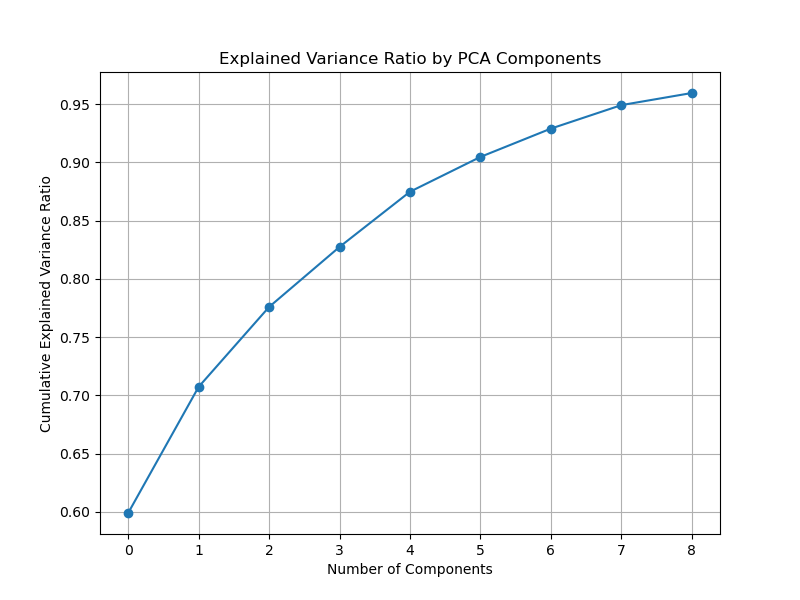 Explained Variance Ratio by PCA Components
Cumulative Explained Variance Ratio
0.95
0.90
0.85
0.80
0.75
0.70
0.65
0.60
0 1 2 3 4 5 6 7 8
Number of Components